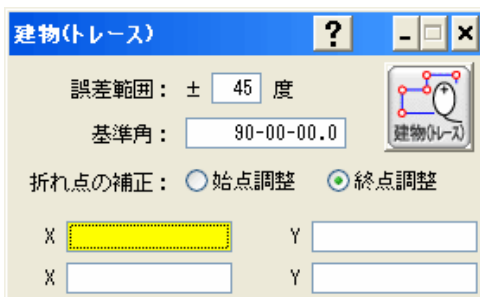 建物(トレース) ?
誤差範囲： ± 45 度
基準角： 90-00-00.0
建物(トレース)
折れ点の補正： 始点調整 終点調整
X Y
X Y